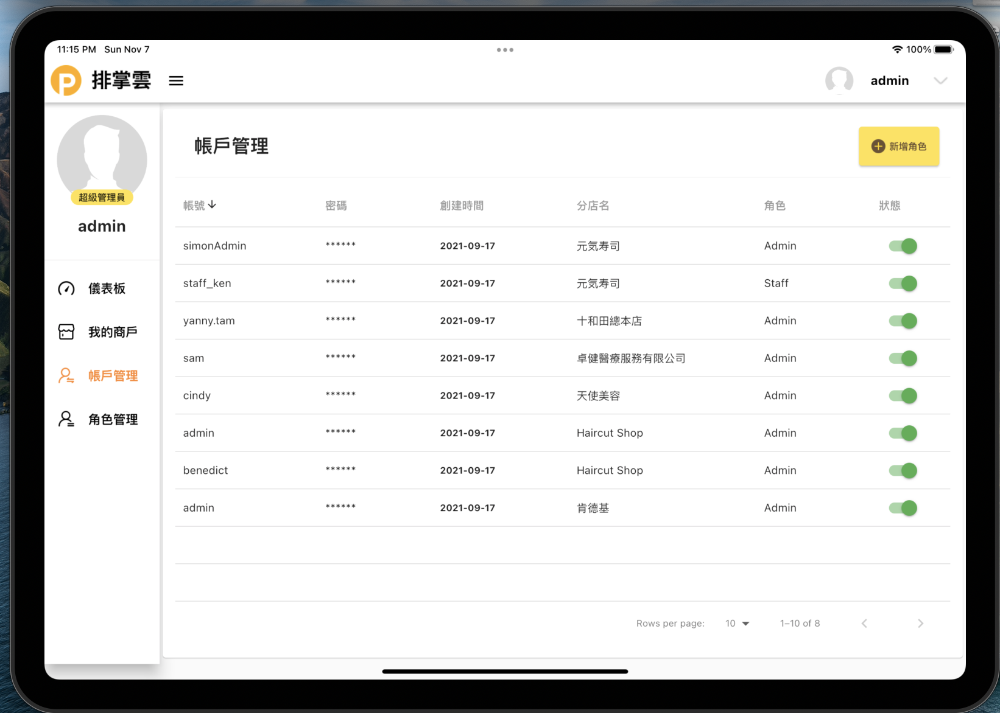 11:15 PM Sun Nov 7
100%
P 排掌雲
admin
超級管理員
admin
儀表板
我的商戶
帳戶管理
角色管理
帳戶管理
新增角色
帳號 密碼 創建時間 分店名 角色 狀態
simonAdmin ****** 2021-09-17 元気寿司 Admin
staff_ken ****** 2021-09-17 元気寿司 Staff
yanny.tam ****** 2021-09-17 十和田總本店 Admin
sam ****** 2021-09-17 卓健醫療服務有限公司 Admin
cindy ****** 2021-09-17 天使美容 Admin
admin ****** 2021-09-17 Haircut Shop Admin
benedict ****** 2021-09-17 Haircut Shop Admin
admin ****** 2021-09-17 肯德基 Admin
Rows per page: 10 1–10 of 8